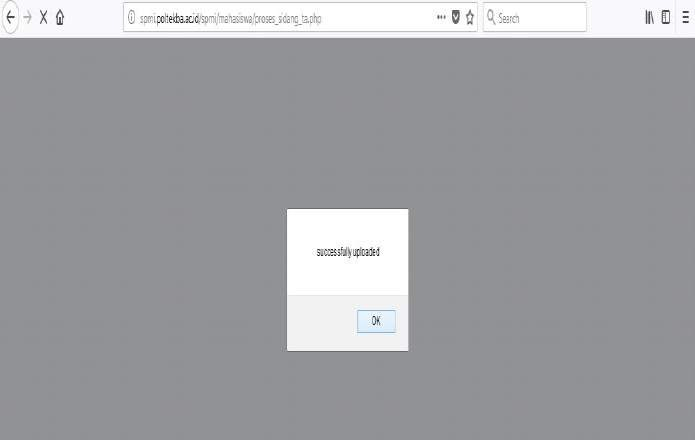 spmi.poltekba.ac.id/spmi/mahasiswa/proses_sidang_ta.php
Search
successfully uploaded
OK